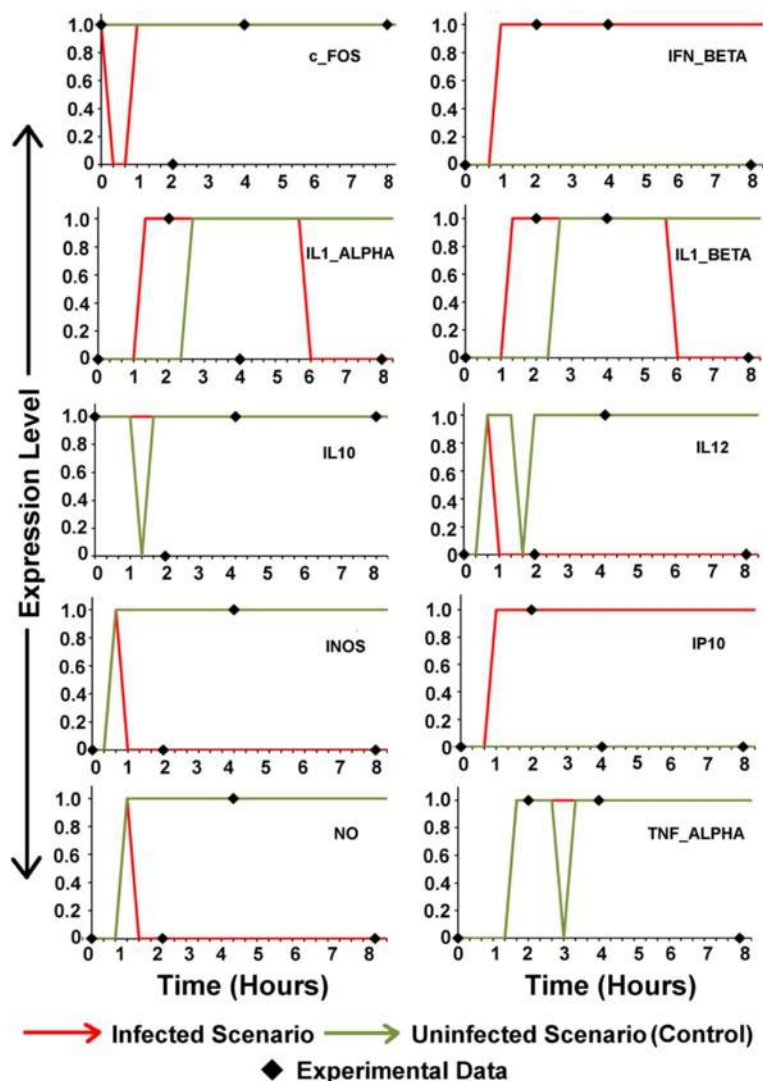 1.0
0.8
0.6
0.4
0.2
0
c_FOS
0 1 2 3 4 5 6 7 8
1.0
0.8
0.6
0.4
0.2
0
IFN_BETA
0 1 2 3 4 5 6 7 8
1.0
0.8
0.6
0.4
0.2
0
IL1_ALPHA
0 1 2 3 4 5 6 7 8
1.0
0.8
0.6
0.4
0.2
0
IL1_BETA
0 1 2 3 4 5 6 7 8
1.0
0.8
0.6
0.4
0.2
0
IL10
0 1 2 3 4 5 6 7 8
1.0
0.8
0.6
0.4
0.2
0
IL12
0 1 2 3 4 5 6 7 8
1.0
0.8
0.6
0.4
0.2
0
INOS
0 1 2 3 4 5 6 7 8
1.0
0.8
0.6
0.4
0.2
0
IP10
0 1 2 3 4 5 6 7 8
1.0
0.8
0.6
0.4
0.2
0
NO
0 1 2 3 4 5 6 7 8
1.0
0.8
0.6
0.4
0.2
0
TNF_ALPHA
0 1 2 3 4 5 6 7 8
Expression Level
Time (Hours)
Time (Hours)
Infected Scenario
Uninfected Scenario (Control)
Experimental Data